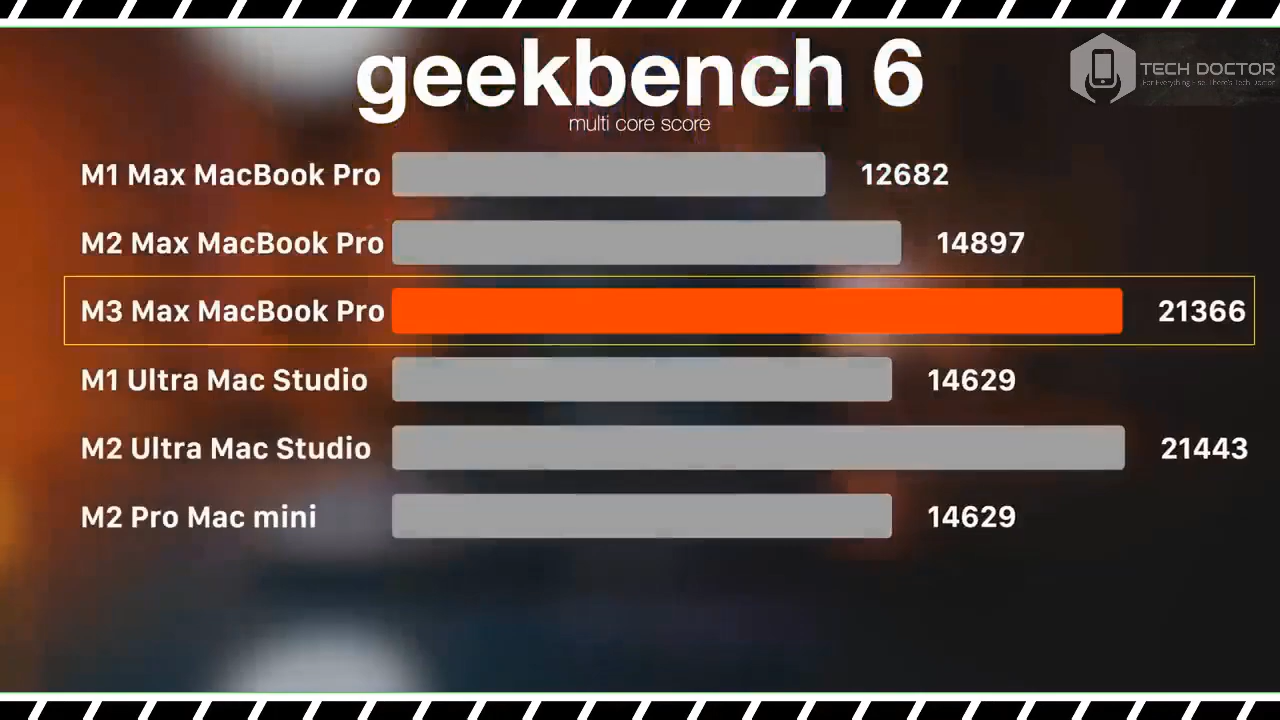 geekbench 6
multi core score
TECH DOCTOR
M1 Max MacBook Pro 12682
M2 Max MacBook Pro 14897
M3 Max MacBook Pro 21366
M1 Ultra Mac Studio 14629
M2 Ultra Mac Studio 21443
M2 Pro Mac mini 14629